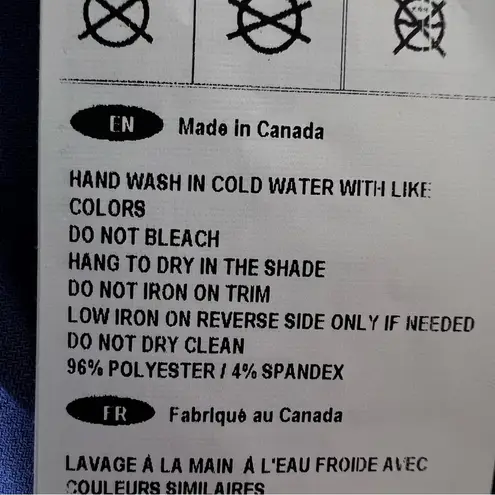 EN Made in Canada
HAND WASH IN COLD WATER WITH LIKE
COLORS
DO NOT BLEACH
HANG TO DRY IN THE SHADE
DO NOT IRON ON TRIM
LOW IRON ON REVERSE SIDE ONLY IF NEEDED
DO NOT DRY CLEAN
96% POLYESTER / 4% SPANDEX
FR Fabriqué au Canada
LAVAGE À LA MAIN À L'EAU FROIDE AVEC
COULEURS SIMILAIRES